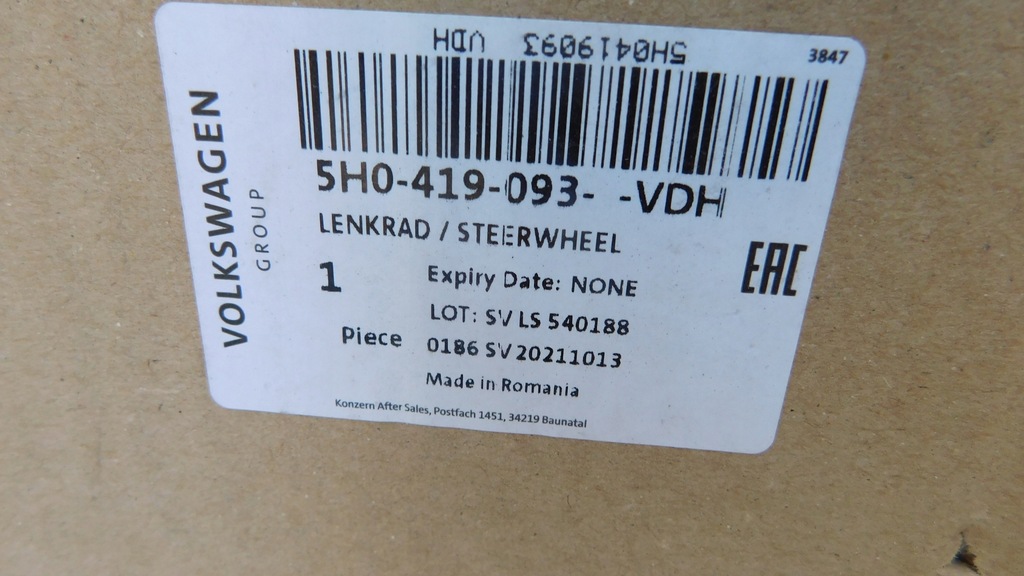 5H0419093 VDH
3847
VOLKSWAGEN
GROUP
5H0-419-093- -VDH
LENKRAD / STEERWHEEL
EAC
1
Piece
Expiry Date: NONE
LOT: SV LS 540188
0186 SV 20211013
Made in Romania
Konzern After Sales, Postfach 1451, 34219 Baunatal